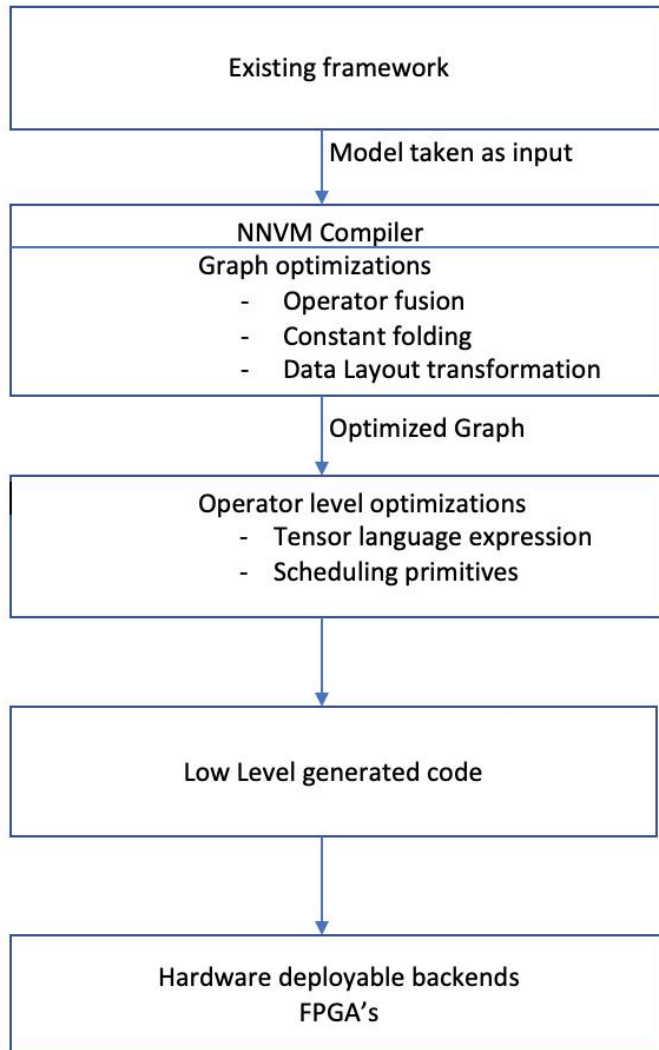 Existing framework
Model taken as input
NNVM Compiler
Graph optimizations
- Operator fusion
- Constant folding
- Data Layout transformation
Optimized Graph
Operator level optimizations
- Tensor language expression
- Scheduling primitives
Low Level generated code
Hardware deployable backends
FPGA’s